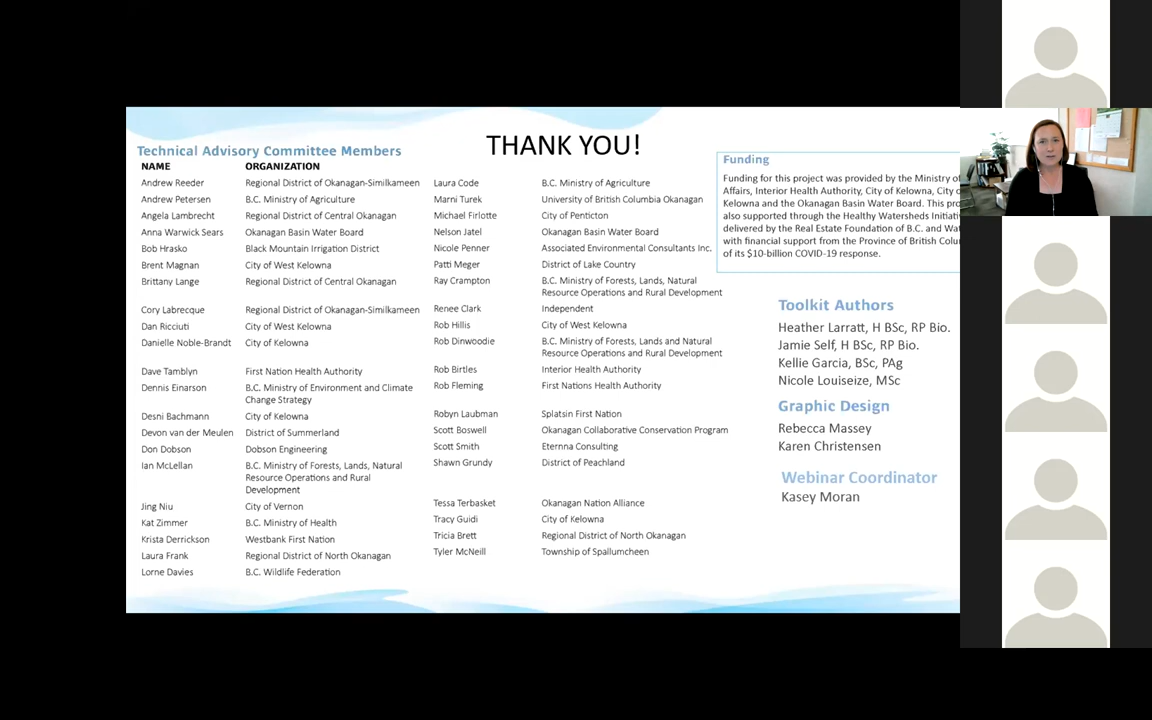 THANK YOU!
Technical Advisory Committee Members
NAME ORGANIZATION
Andrew Reeder Regional District of Okanagan-Similkameen
Andrew Petersen B.C. Ministry of Agriculture
Angela Lambrecht Regional District of Central Okanagan
Anna Warwick Sears Okanagan Basin Water Board
Bob Hrasko Black Mountain Irrigation District
Brent Magnan City of West Kelowna
Brittany Lange Regional District of Central Okanagan
Cory Labrecque Regional District of Okanagan-Similkameen
Dan Ricciuti City of West Kelowna
Danielle Noble-Brandt City of Kelowna
Dave Tamblyn First Nation Health Authority
Dennis Einarson B.C. Ministry of Environment and Climate
Change Strategy
Desni Bachmann City of Kelowna
Devon van der Meulen District of Summerland
Don Dobson Dobson Engineering
Ian McLellan B.C. Ministry of Forests, Lands, Natural
Resource Operations and Rural
Development
Jing Niu City of Vernon
Kat Zimmer B.C. Ministry of Health
Krista Derrickson Westbank First Nation
Laura Frank Regional District of North Okanagan
Lorne Davies B.C. Wildlife Federation
Laura Code B.C. Ministry of Agriculture
Marni Turek University of British Columbia Okanagan
Michael Firlotte City of Penticton
Nelson Jatel Okanagan Basin Water Board
Nicole Penner Associated Environmental Consultants Inc.
Patti Meger District of Lake Country
Ray Crampton B.C. Ministry of Forests, Lands, Natural
Resource Operations and Rural Development
Renee Clark Independent
Rob Hillis City of West Kelowna
Rob Dinwoodie B.C. Ministry of Forests, Lands and Natural
Resource Operations and Rural Development
Rob Birtles Interior Health Authority
Rob Fleming First Nations Health Authority
Robyn Laubman Splatsin First Nation
Scott Boswell Okanagan Collaborative Conservation Program
Scott Smith Eternna Consulting
Shawn Grundy District of Peachland
Tessa Terbasket Okanagan Nation Alliance
Tracy Guidi City of Kelowna
Tricia Brett Regional District of North Okanagan
Tyler McNeill Township of Spallumcheen
Funding
Funding for this project was provided by the Ministry of
Affairs, Interior Health Authority, City of Kelowna, City
Kelowna and the Okanagan Basin Water Board. This
also supported through the Healthy Watersheds
delivered by the Real Estate Foundation of B.C. and
with financial support from the Province of British
of its $10-billion COVID-19 response.
Toolkit Authors
Heather Larratt, H BSc, RP Bio.
Jamie Self, H BSc, RP Bio.
Kellie Garcia, BSc, PAg
Nicole Louiseize, MSc
Graphic Design
Rebecca Massey
Karen Christensen
Webinar Coordinator
Kasey Moran